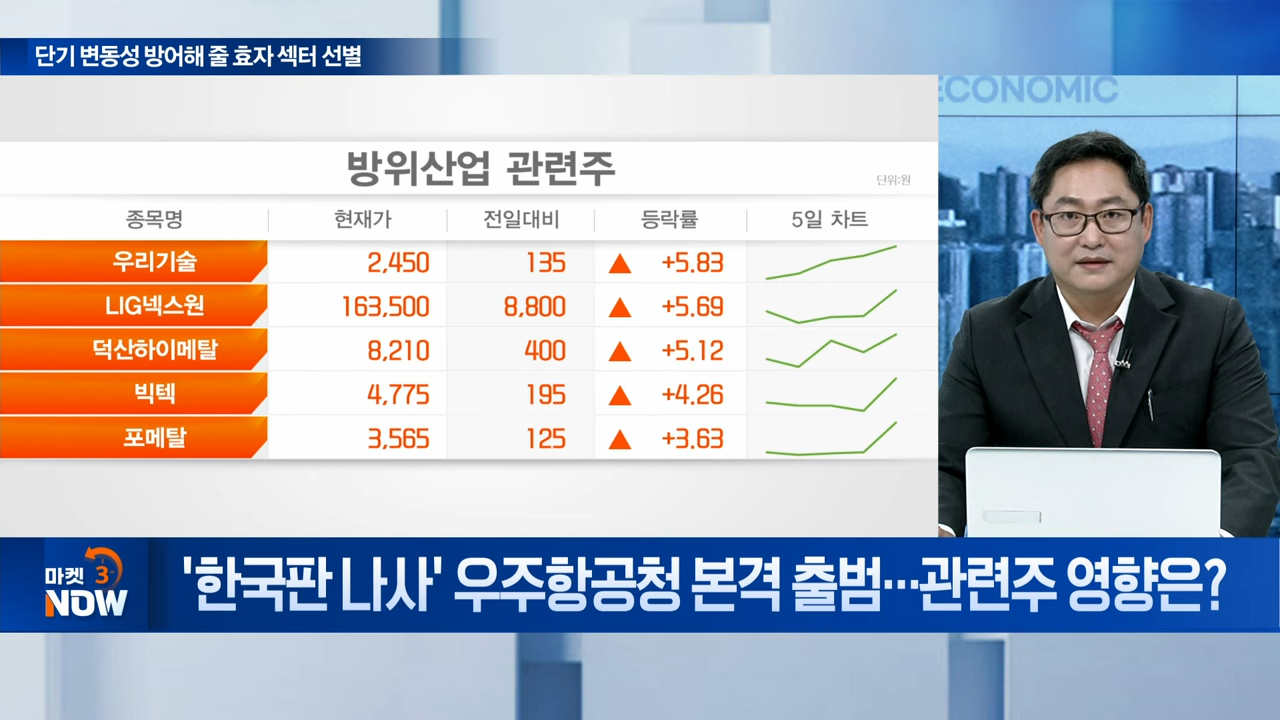 단기 변동성 방어해 줄 효자 섹터 선별
ECONOMIC
방위산업 관련주
단위:원
종목명 현재가 전일대비 등락률 5일 차트
우리기술 2,450 135 ▲ +5.83
LIG넥스원 163,500 8,800 ▲ +5.69
덕산하이메탈 8,210 400 ▲ +5.12
빅텍 4,775 195 ▲ +4.26
포메탈 3,565 125 ▲ +3.63
마켓 3
NOW
'한국판 나사' 우주항공청 본격 출범…관련주 영향은?